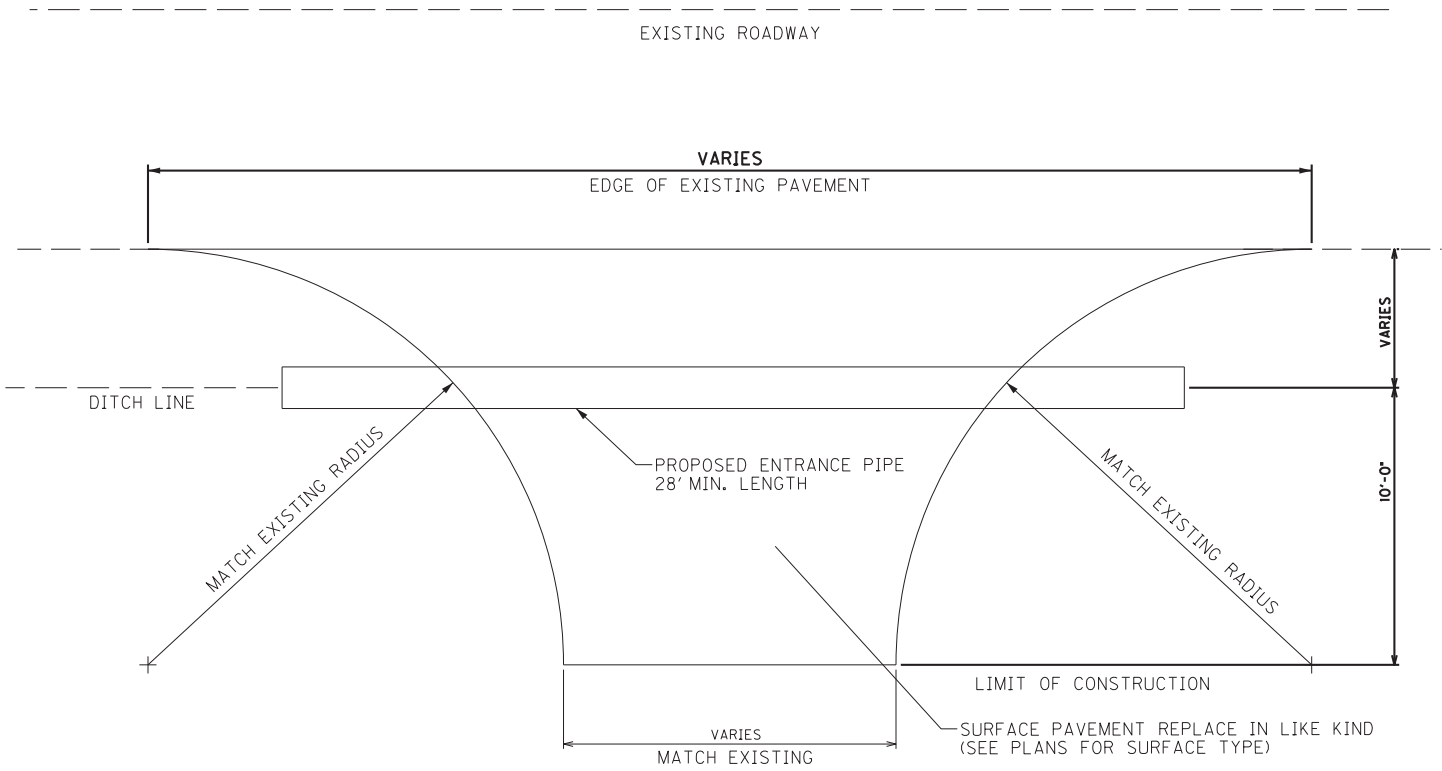 EXISTING ROADWAY
VARIES
EDGE OF EXISTING PAVEMENT
VARIES
DITCH LINE
MATCH EXISTING RADIUS
PROPOSED ENTRANCE PIPE
28' MIN. LENGTH
MATCH EXISTING RADIUS
10'-0"
LIMIT OF CONSTRUCTION
SURFACE PAVEMENT REPLACE IN LIKE KIND
(SEE PLANS FOR SURFACE TYPE)
VARIES
MATCH EXISTING